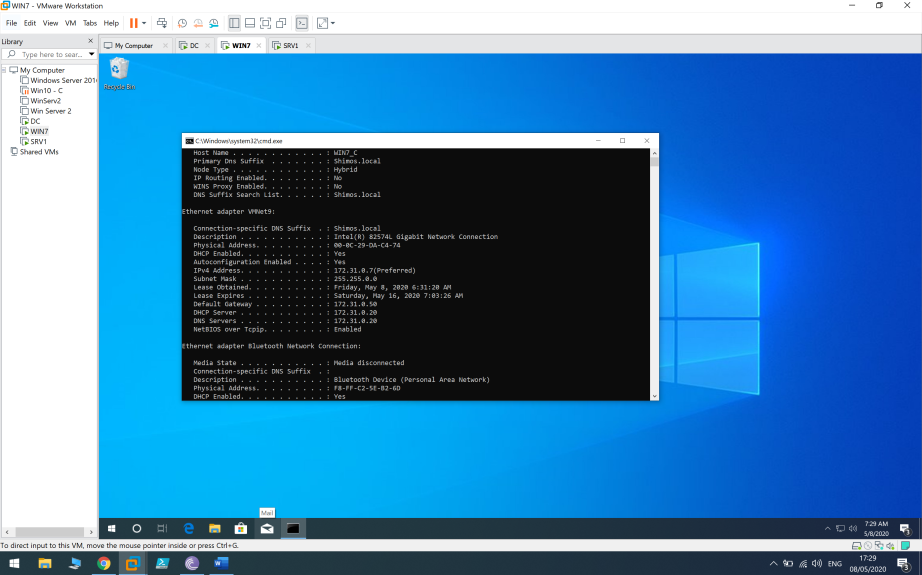 WIN7 - VMware Workstation
File Edit View VM Tabs Help
Library
Type here to sear...
My Computer
Windows Server 2016
Win10 - C
WinServ2
Win Server 2
DC
WIN7
SRV1
Shared VMs
My Computer DC WIN7 SRV1
Recycle Bin
C:\Windows\system32\cmd.exe
Host Name . . . . . . . . . . . . : WIN7_C
Primary Dns Suffix . . . . . . . : Shimos.local
Node Type . . . . . . . . . . . . : Hybrid
IP Routing Enabled. . . . . . . . : No
WINS Proxy Enabled. . . . . . . . : No
DNS Suffix Search List. . . . . . : Shimos.local
Ethernet adapter VMNet9:
Connection-specific DNS Suffix . : Shimos.local
Description . . . . . . . . . . . : Intel(R) 82574L Gigabit Network Connection
Physical Address. . . . . . . . . : 00-0C-29-DA-C4-74
DHCP Enabled. . . . . . . . . . . : Yes
Autoconfiguration Enabled . . . . : Yes
IPv4 Address. . . . . . . . . . . : 172.31.0.7(Preferred)
Subnet Mask . . . . . . . . . . . : 255.255.0.0
Lease Obtained. . . . . . . . . . : Friday, May 8, 2020 6:31:20 AM
Lease Expires . . . . . . . . . . : Saturday, May 16, 2020 7:03:26 AM
Default Gateway . . . . . . . . . : 172.31.0.50
DHCP Server . . . . . . . . . . . : 172.31.0.20
DNS Servers . . . . . . . . . . . : 172.31.0.20
NetBIOS over Tcpip. . . . . . . . : Enabled
Ethernet adapter Bluetooth Network Connection:
Media State . . . . . . . . . . . : Media disconnected
Connection-specific DNS Suffix . :
Description . . . . . . . . . . . : Bluetooth Device (Personal Area Network)
Physical Address. . . . . . . . . : F8-FF-C2-5E-B2-6D
DHCP Enabled. . . . . . . . . . . : Yes
Mail
7:29 AM
5/8/2020
3
To direct input to this VM, move the mouse pointer inside or press Ctrl+G.
ENG
17:29
08/05/2020
3